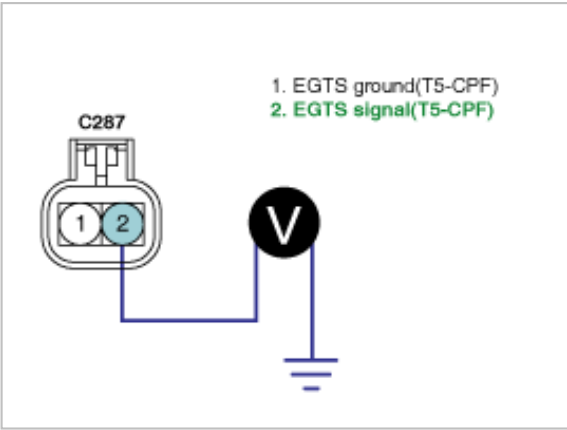 1. EGTS ground(T5-CPF)
2. EGTS signal(T5-CPF)
C287
1 2
V